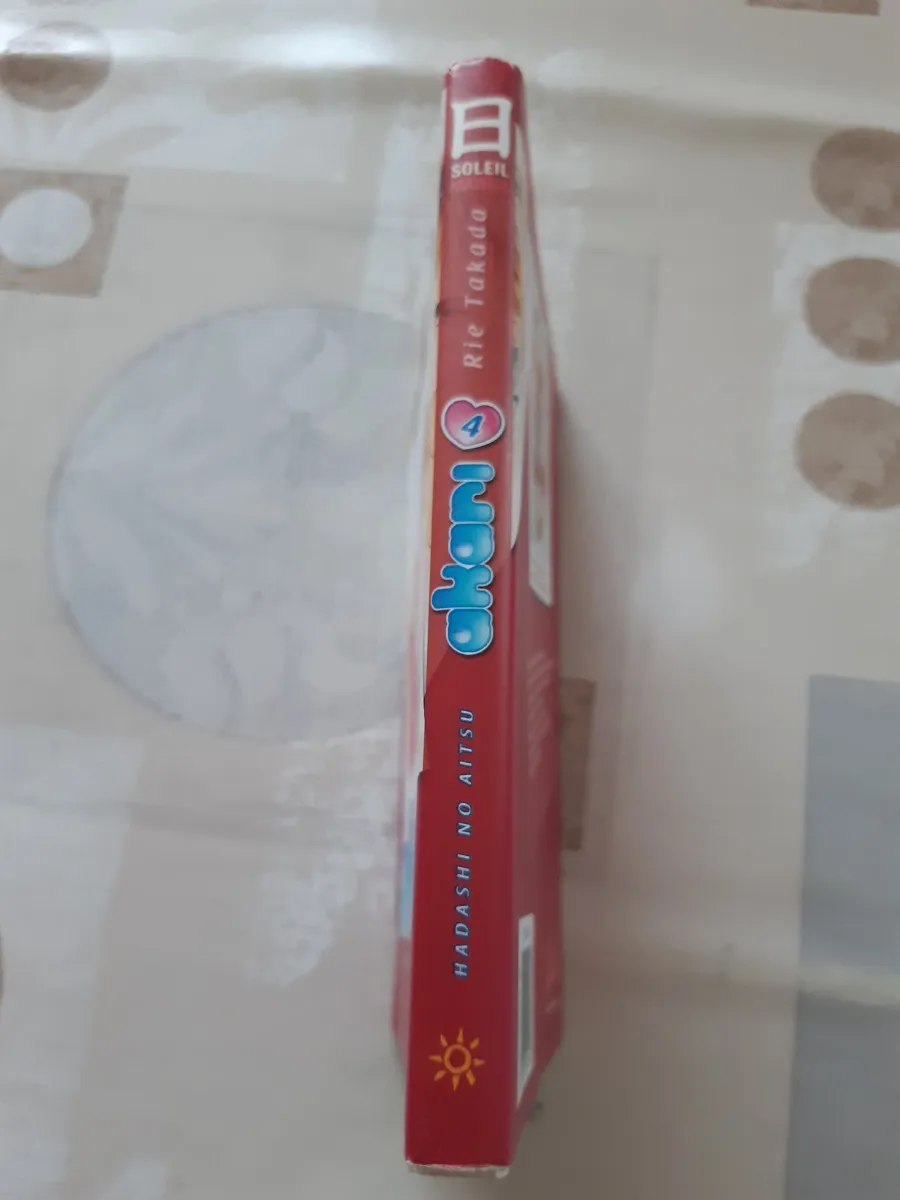 日
SOLEIL
Rie Takada
4
akari
HADASHI NO AITSU